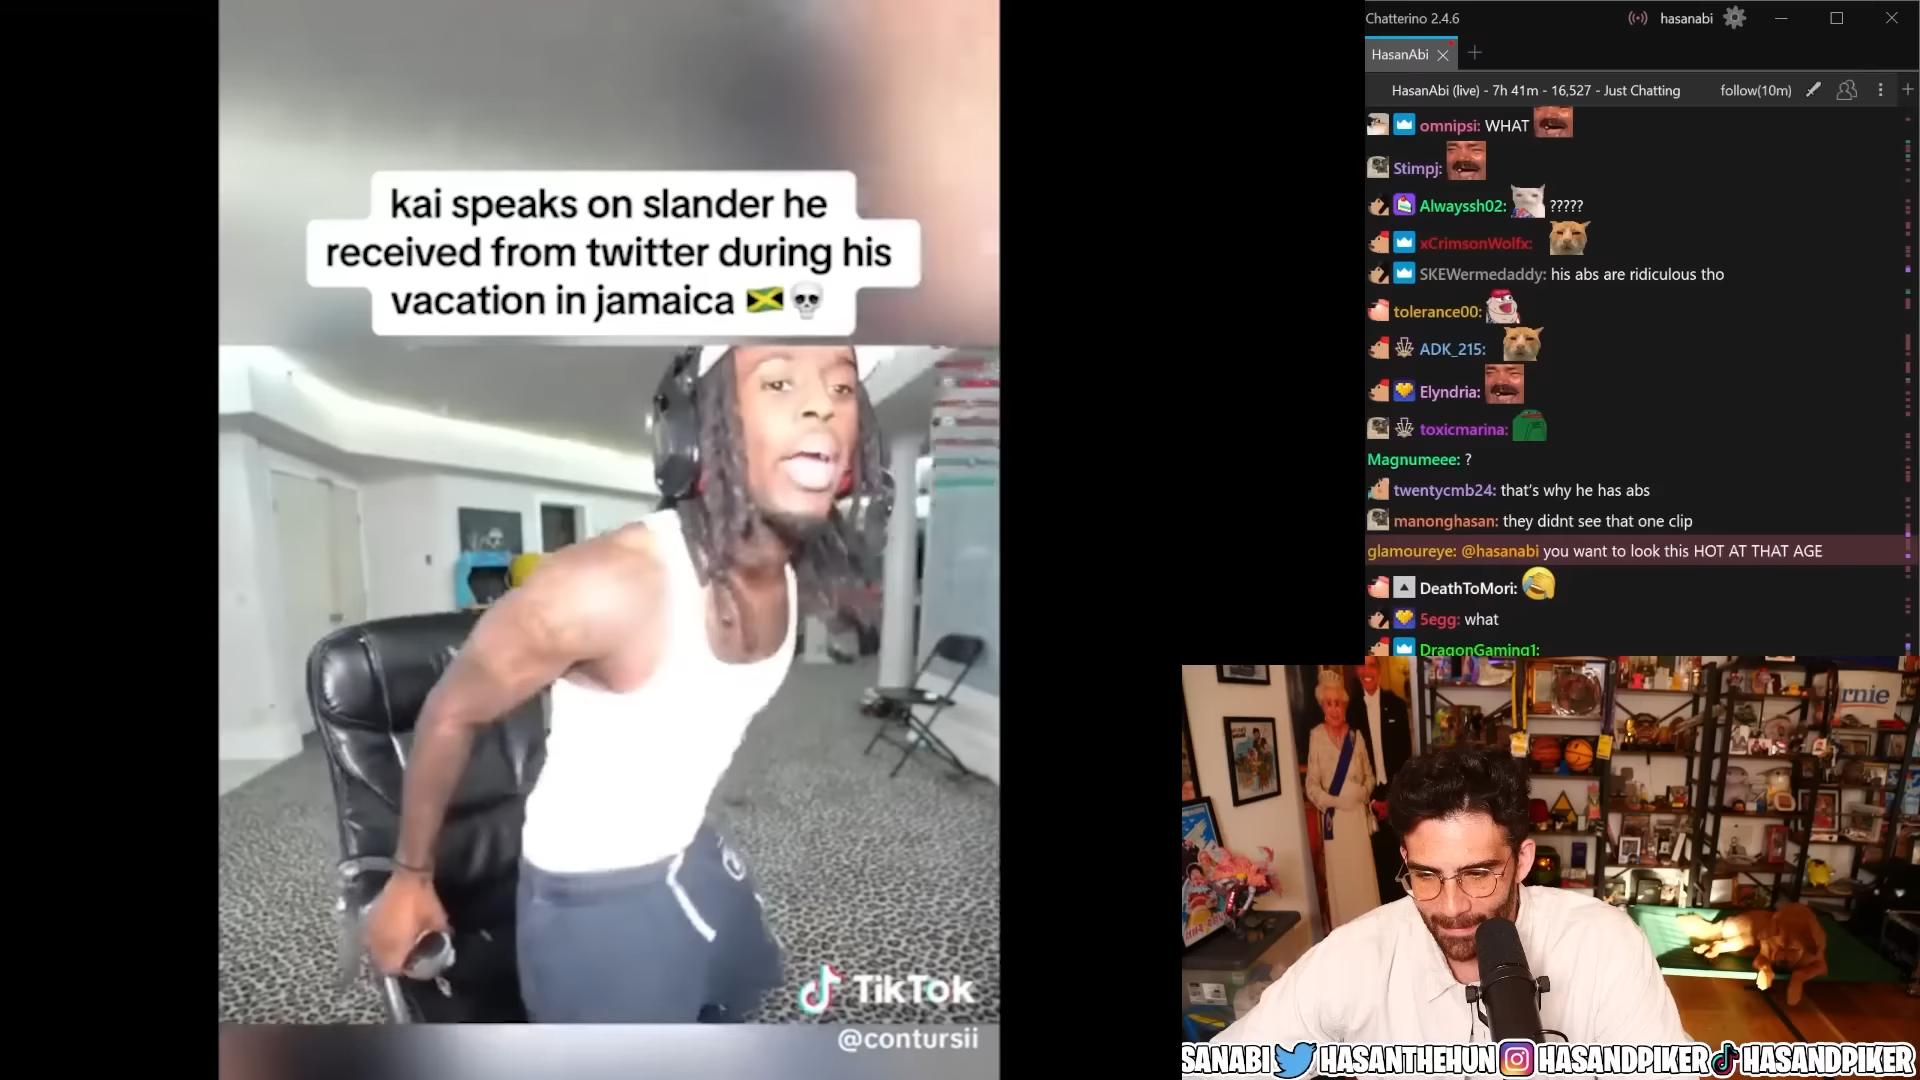 kai speaks on slander he
received from twitter during his
vacation in jamaica
TikTok
@contursii
Chatterino 2.4.6
hasanabi
HasanAbi
HasanAbi (live) - 7h 41m - 16,527 - Just Chatting
follow(10m)
omnipsi: WHAT
Stimpj:
Alwayssh02: ?????
xCrimsonWolfx:
SKEWermedaddy: his abs are ridiculous tho
tolerance00:
ADK_215:
Elyndria:
toxicmarina:
Magnumeee: ?
twentycmb24: that's why he has abs
manonghasan: they didnt see that one clip
glamoureye: @hasanabi you want to look this HOT AT THAT AGE
DeathToMori:
5egg: what
DragonGaming1:
rnie
SANABI HASANTHEHUN HASANDPIKER HASANDPIKER